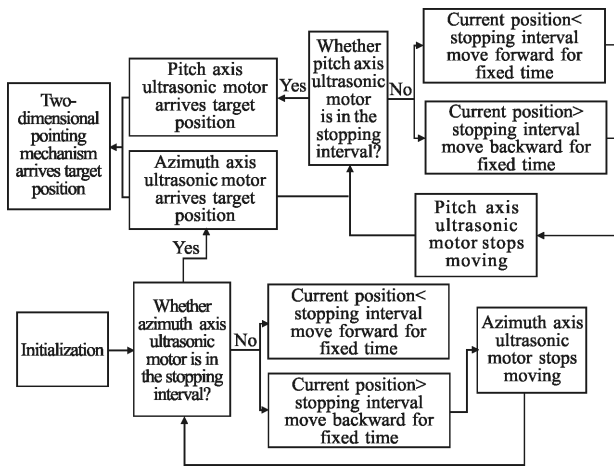 Current position<
stopping interval
move forward for
fixed time
Whether
pitch axis
ultrasonic
motor
is in the
stopping
interval?
Pitch axis
ultrasonic motor
arrives target
position
Yes
No
Two-
dimensional
pointing
mechanism
arrives target
position
Current position>
stopping interval
move backward for
fixed time
Azimuth axis
ultrasonic motor
arrives target
position
Pitch axis
ultrasonic
motor stops
moving
Yes
Initialization
Whether
azimuth axis
ultrasonic
motor is in
the stopping
interval?
No
Current position<
stopping interval
move forward for
fixed time
Current position>
stopping interval
move backward for
fixed time
Azimuth axis
ultrasonic
motor stops
moving